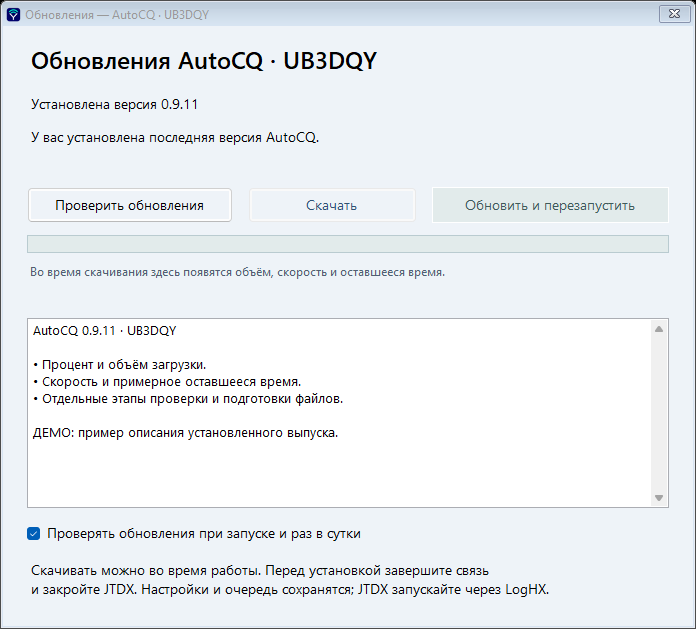 Обновления — AutoCQ · UB3DQY
Обновления AutoCQ · UB3DQY
Установлена версия 0.9.11
У вас установлена последняя версия AutoCQ.
Проверить обновления
Скачать
Обновить и перезапустить
Во время скачивания здесь появятся объём, скорость и оставшееся время.
AutoCQ 0.9.11 · UB3DQY
• Процент и объём загрузки.
• Скорость и примерное оставшееся время.
• Отдельные этапы проверки и подготовки файлов.
ДЕМО: пример описания установленного выпуска.
Проверять обновления при запуске и раз в сутки
Скачивать можно во время работы. Перед установкой завершите связь
и закройте JTDX. Настройки и очередь сохранятся; JTDX запускайте через LogHX.